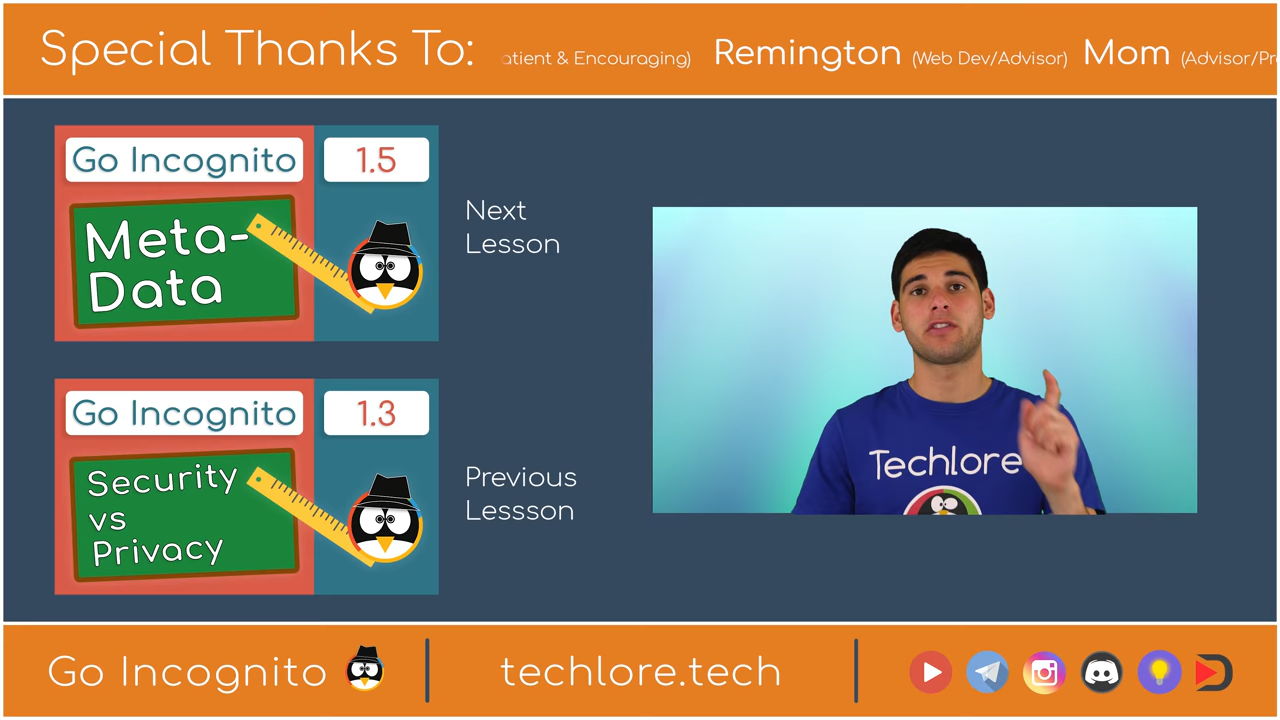 Special Thanks To: atient & Encouraging) Remington (Web Dev/Advisor) Mom (Advisor/Pr
Go Incognito 1.5
Meta-
Data
Next
Lesson
Go Incognito 1.3
Security
vs
Privacy
Previous
Lessson
Techlore
Go Incognito techlore.tech